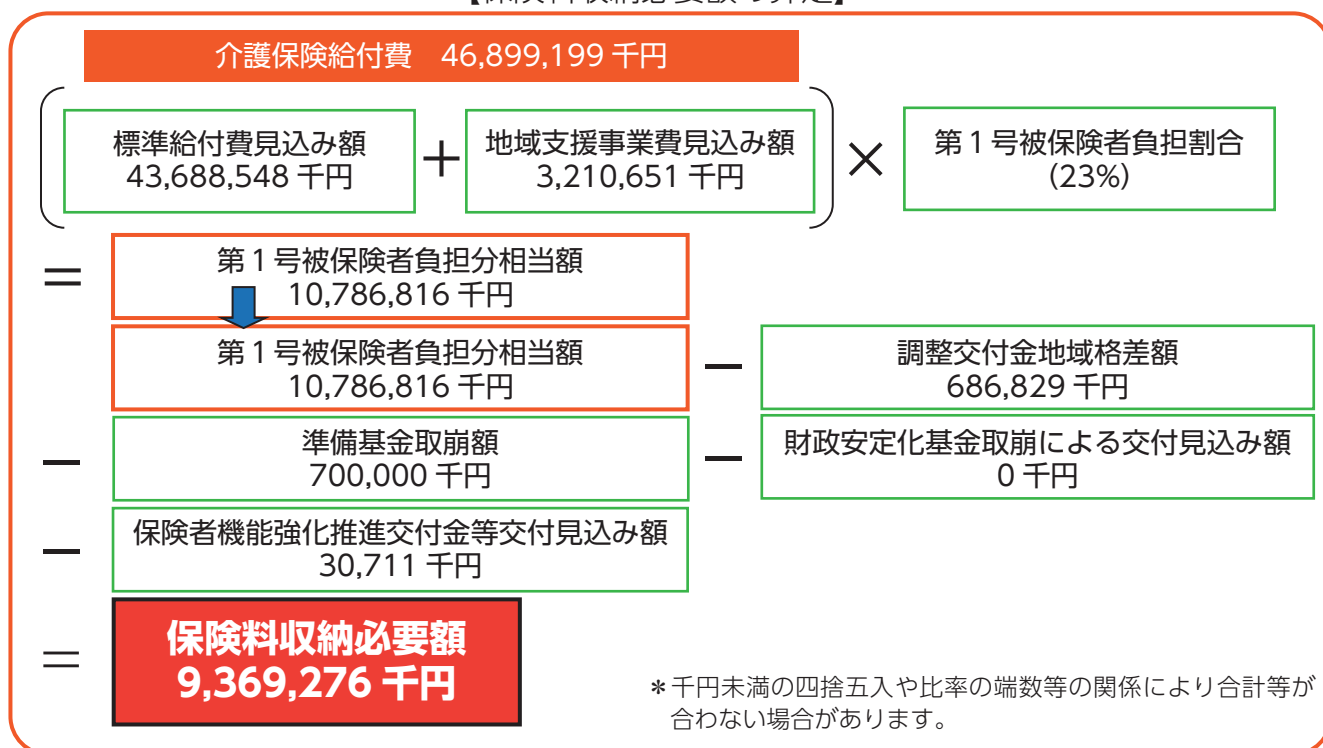 【保険料収納必要額の算定】
介護保険給付費　46,899,199 千円
標準給付費見込み額
43,688,548 千円
＋
地域支援事業費見込み額
3,210,651 千円
×
第１号被保険者負担割合
(23%)
＝
第１号被保険者負担分相当額
10,786,816 千円
第１号被保険者負担分相当額
10,786,816 千円
－
調整交付金地域格差額
686,829 千円
－
準備基金取崩額
700,000 千円
－
財政安定化基金取崩による交付見込み額
0 千円
－
保険者機能強化推進交付金等交付見込み額
30,711 千円
＝
保険料収納必要額
9,369,276 千円
＊千円未満の四捨五入や比率の端数等の関係により合計等が
合わない場合があります。